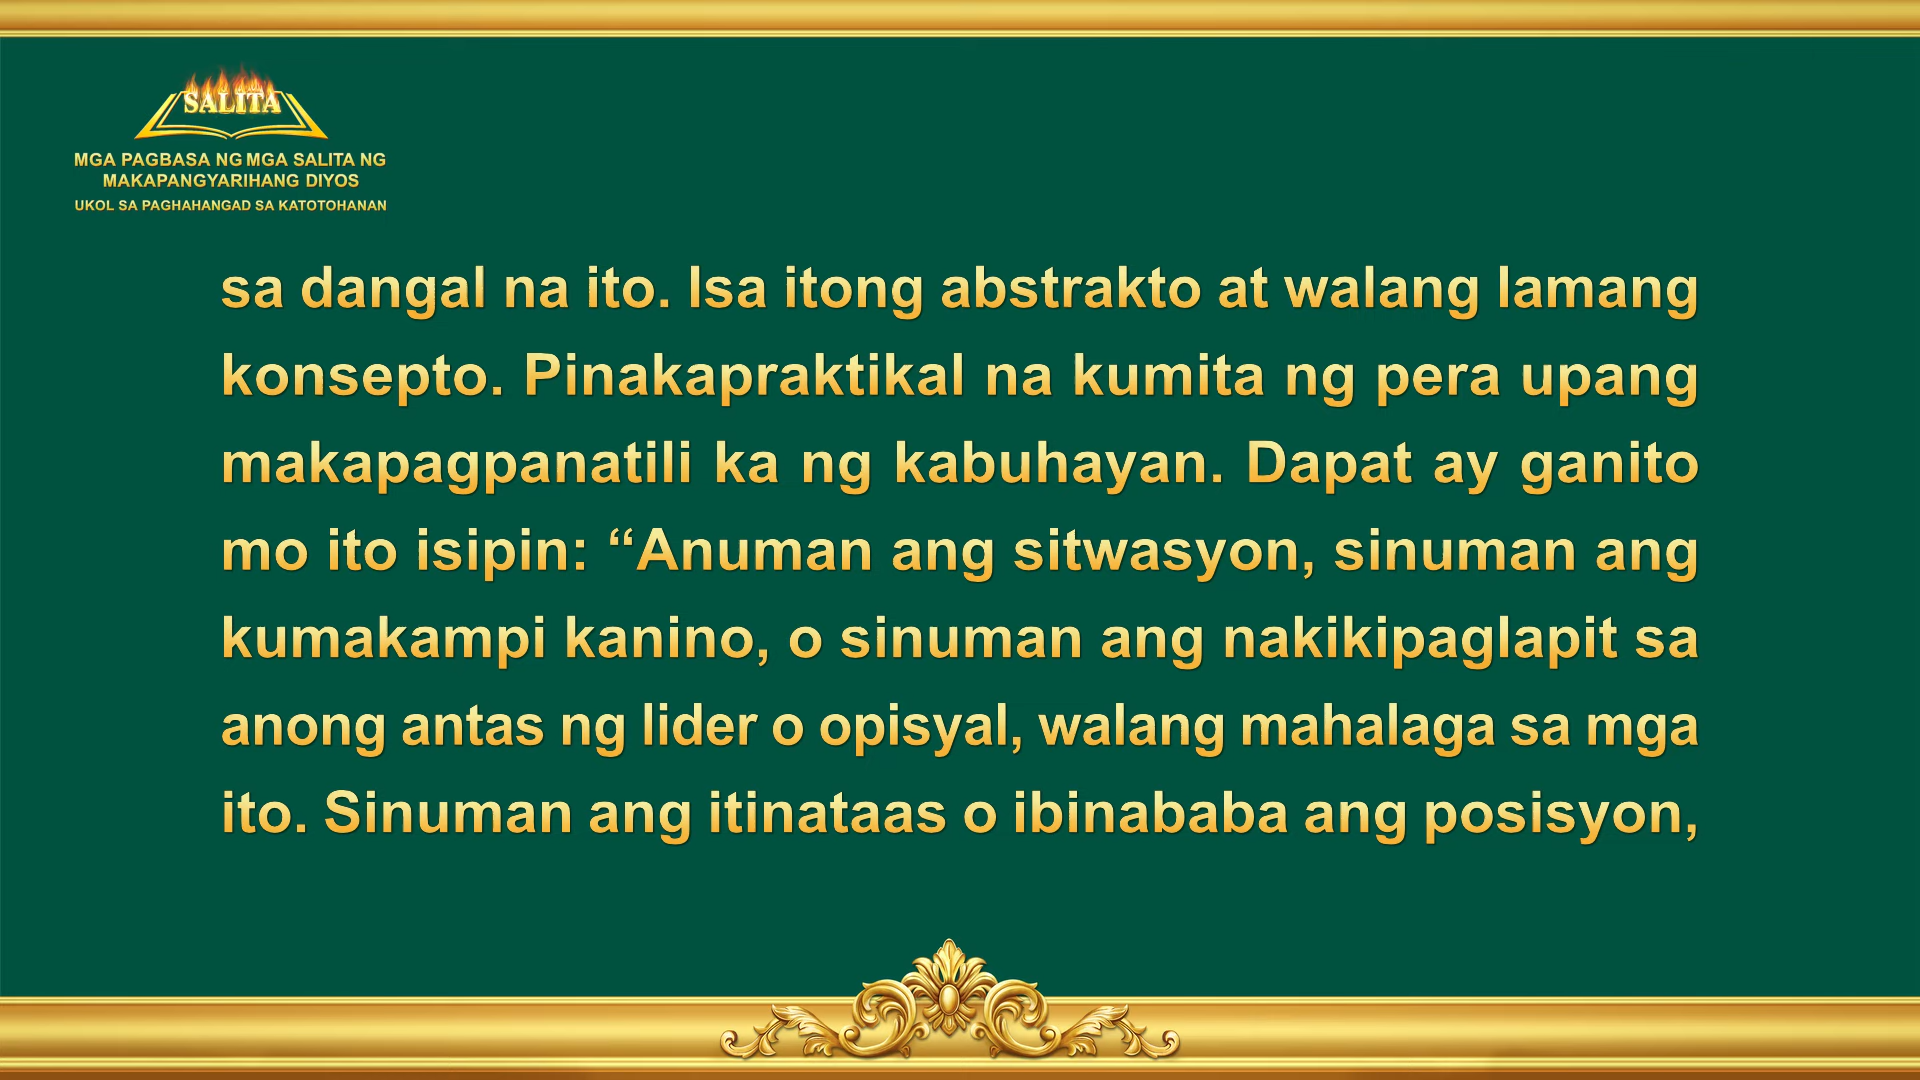 SALITA
MGA PAGBASA NG MGA SALITA NG
MAKAPANGYARIHANG DIYOS
UKOL SA PAGHAHANGAD SA KATOTOHANAN
sa dangal na ito. Isa itong abstrakto at walang lamang
konsepto. Pinakapraktikal na kumita ng pera upang
makapagpanatili ka ng kabuhayan. Dapat ay ganito
mo ito isipin: “Anuman ang sitwasyon, sinuman ang
kumakampi kanino, o sinuman ang nakikipaglapit sa
anong antas ng lider o opisyal, walang mahalaga sa mga
ito. Sinuman ang itinataas o ibinababa ang posisyon,